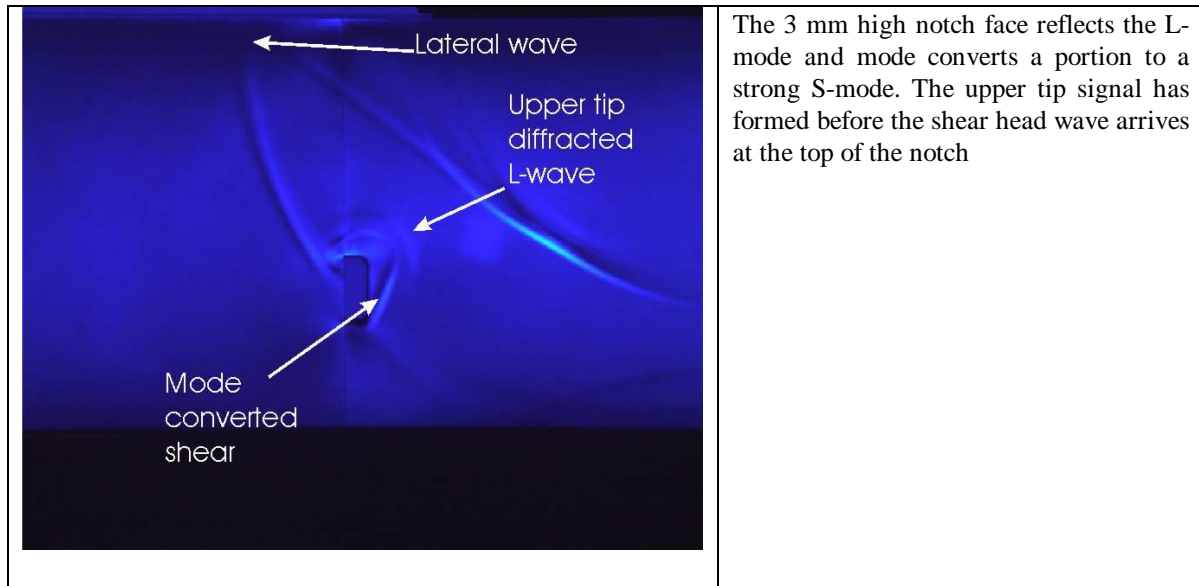 Lateral wave
Upper tip
diffracted
L-wave
Mode
converted
shear
The 3 mm high notch face reflects the L-
mode and mode converts a portion to a
strong S-mode. The upper tip signal has
formed before the shear head wave arrives
at the top of the notch